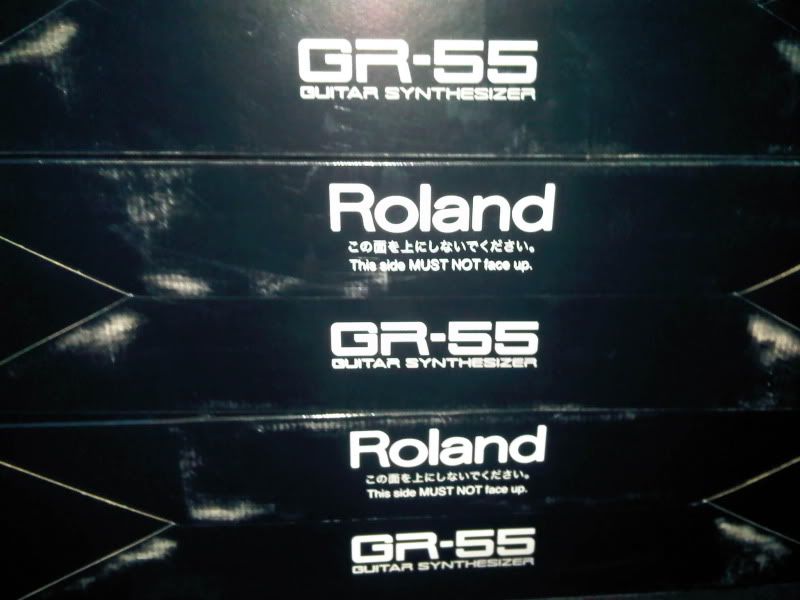 GR-55
GUITAR SYNTHESIZER
Roland
この面を上にしないでください。
This side MUST NOT face up.
GR-55
GUITAR SYNTHESIZER
Roland
この面を上にしないでください。
This side MUST NOT face up.
GR-55
GUITAR SYNTHESIZER